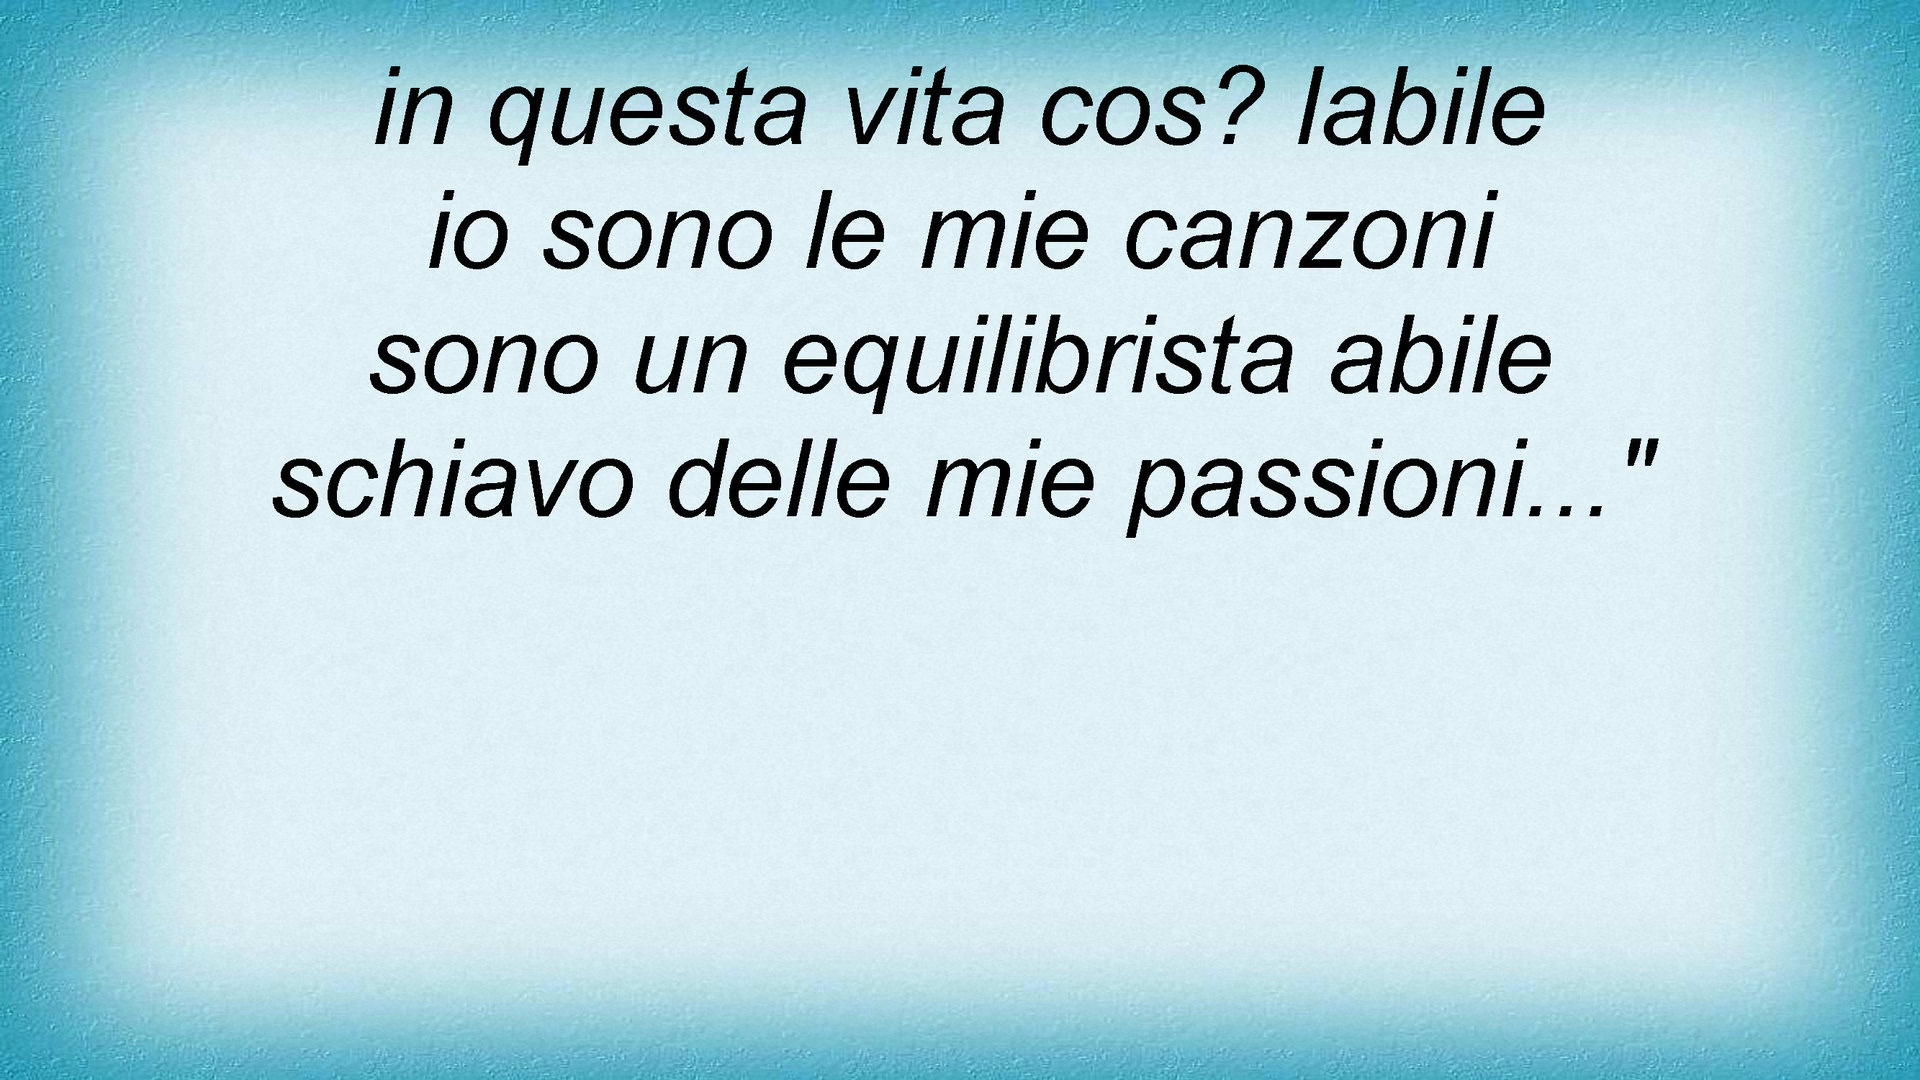 in questa vita cos? labile
io sono le mie canzoni
sono un equilibrista abile
schiavo delle mie passioni..."